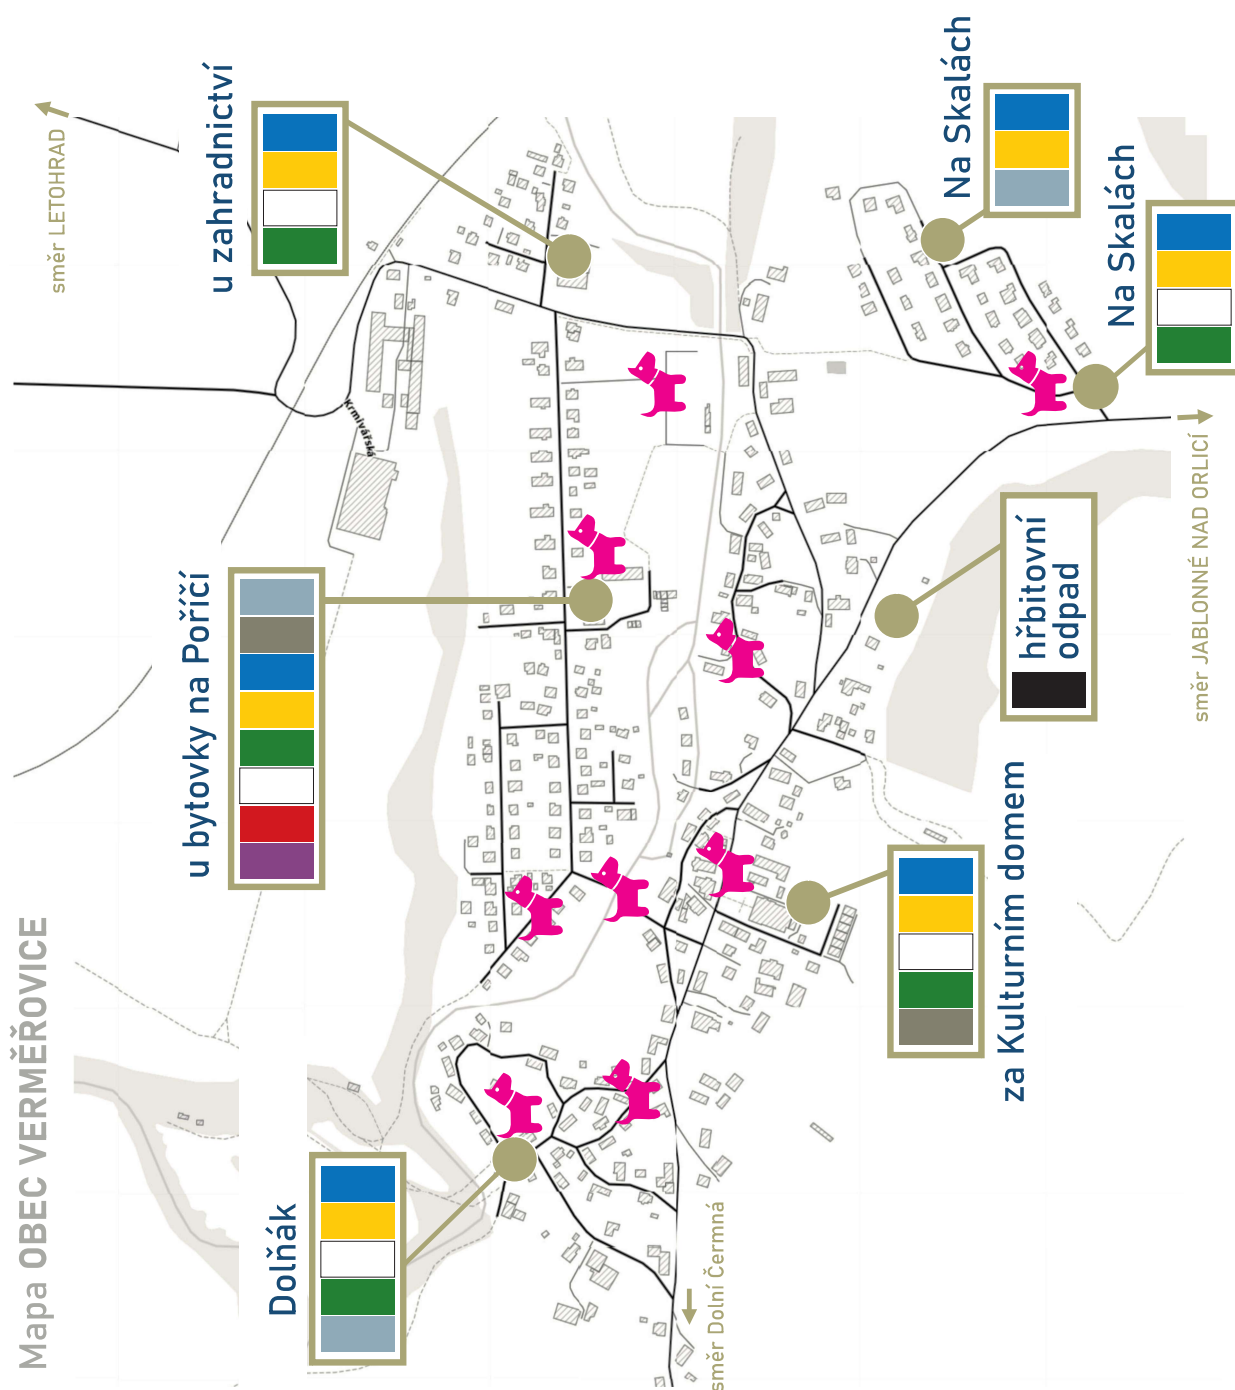 Mapa OBEC VERMĚŘOVICE
směr LETOHRAD
u zahradnictví
Na Skalách
Na Skalách
Krmivářská
u bytovky na Poříčí
směr JABLONNÉ NAD ORLICÍ
hřbitovní
odpad
za Kulturním domem
Dolňák
směr Dolní Čermná